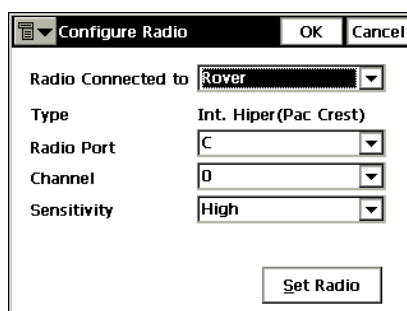 Configure Radio OK Cancel
Radio Connected to Rover
Type Int. Hiper(Pac Crest)
Radio Port C
Channel 0
Sensitivity High
Set Radio